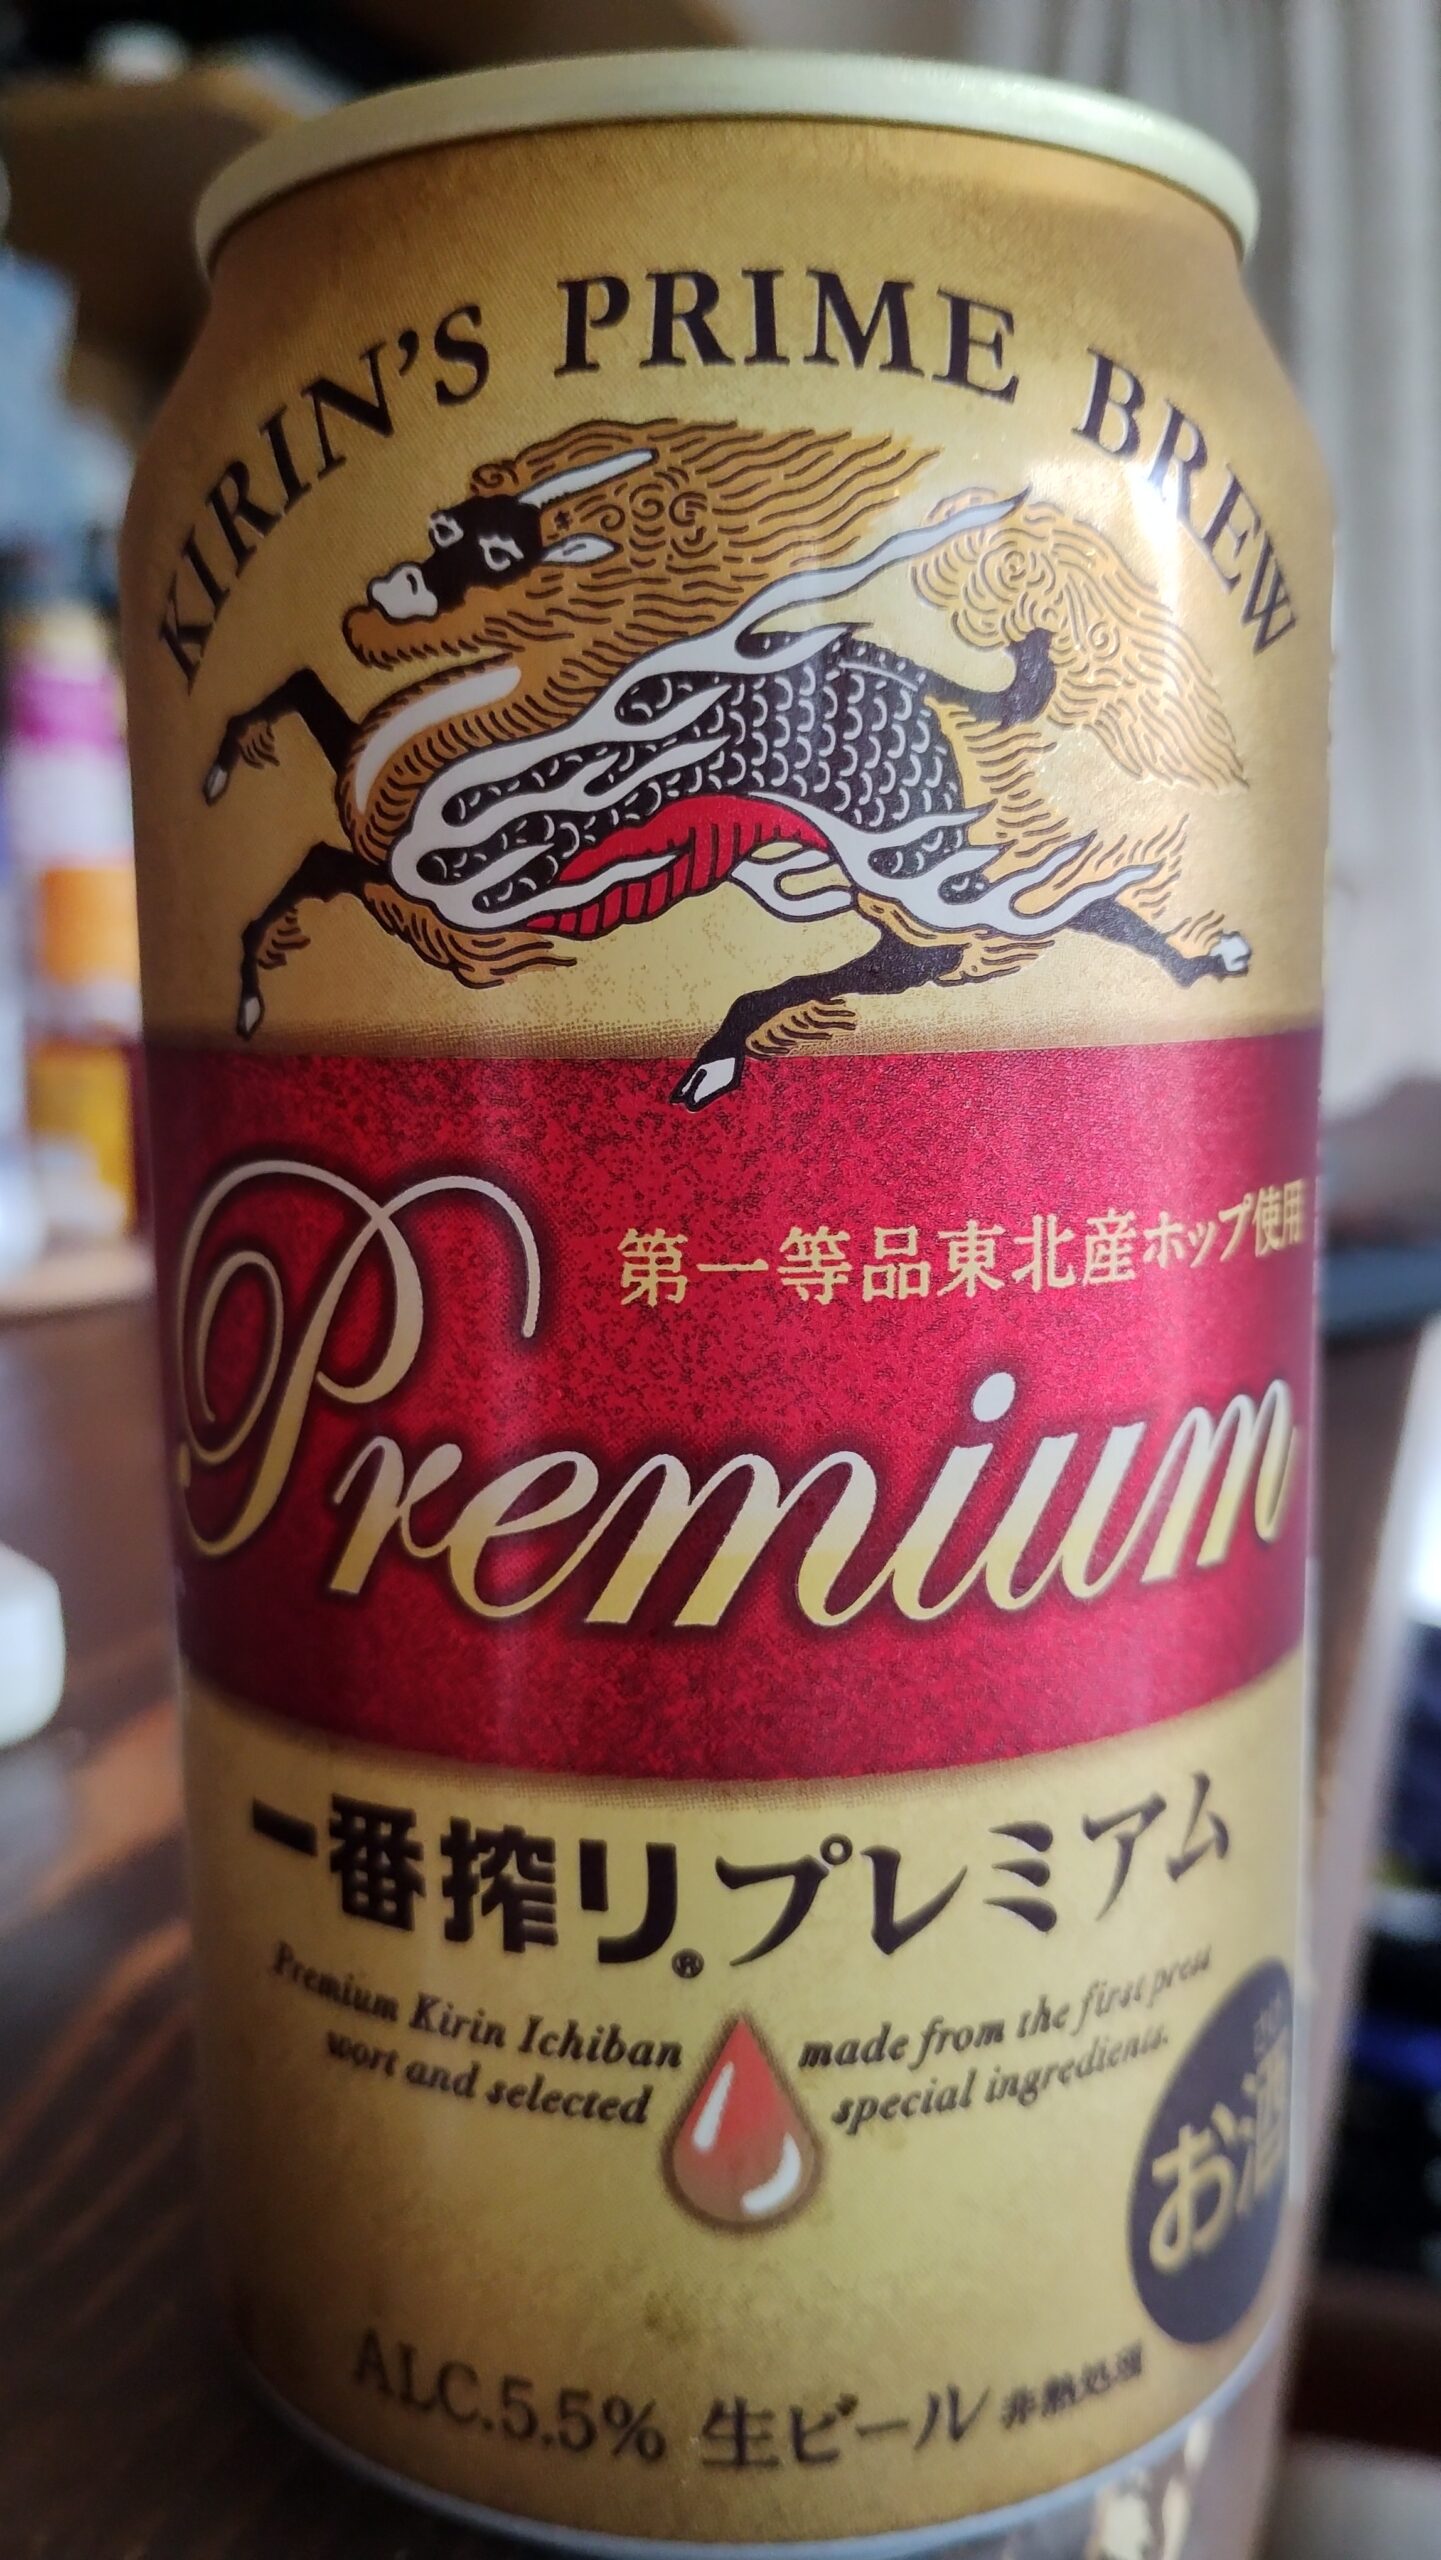 KIRIN'S PRIME BREW
第一等品東北産ホップ使用
Premium
一番搾り®プレミアム
Premium Kirin Ichiban made from the first press
wort and selected special ingredients.
お酒
ALC.5.5% 生ビール 非熱処理